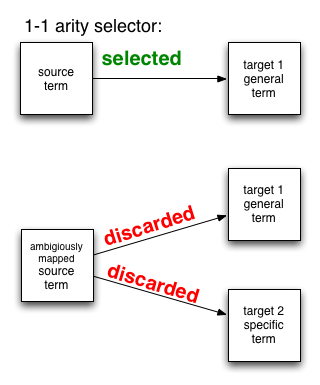 1-1 arity selector:
selected
source
term
target 1
general
term
discarded
discarded
ambigiously
mapped
source
term
target 1
general
term
target 2
specific
term